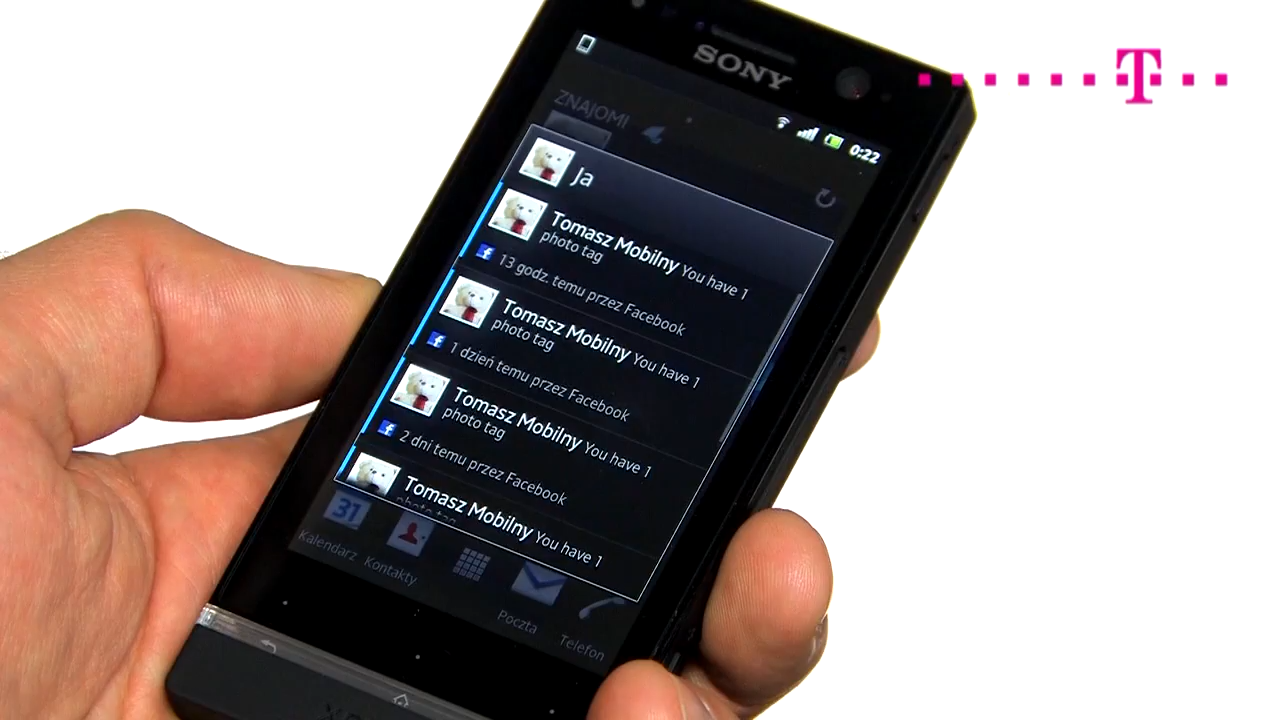 SONY
T
ZNAJOMI
0:22
Ja
Tomasz Mobilny You have 1
photo tag
13 godz. temu przez Facebook
Tomasz Mobilny You have 1
photo tag
1 dzień temu przez Facebook
Tomasz Mobilny You have 1
photo tag
2 dni temu przez Facebook
Tomasz Mobilny You have 1
photo tag
31
Kalendarz
Kontakty
Poczta
Telefon